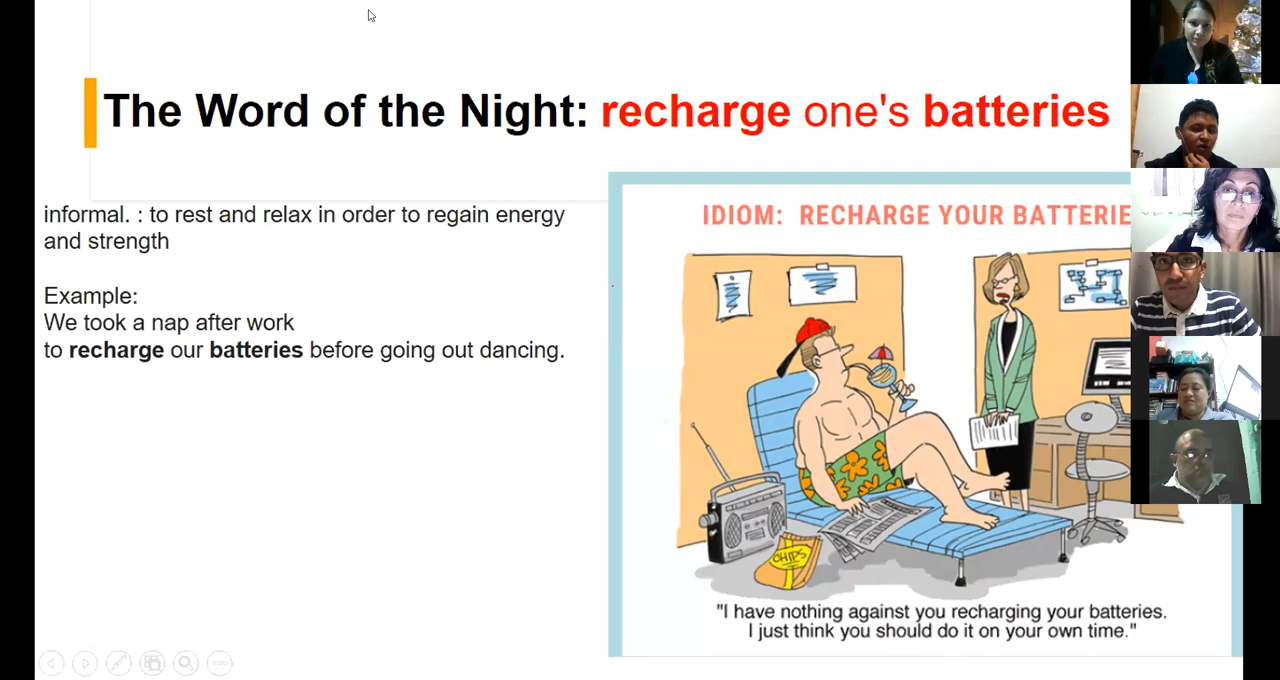 The Word of the Night: recharge one's batteries
informal. : to rest and relax in order to regain energy
and strength
Example:
We took a nap after work
to recharge our batteries before going out dancing.
IDIOM: RECHARGE YOUR BATTERIE
CHIPS
"I have nothing against you recharging your batteries.
I just think you should do it on your own time."